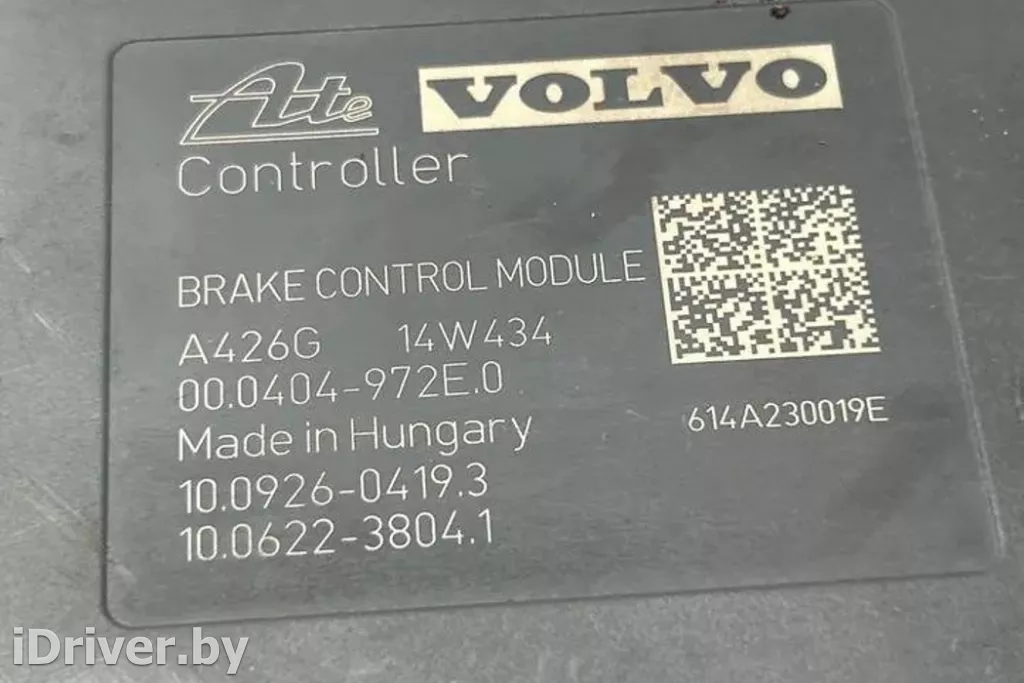 Ate VOLVO
Controller
BRAKE CONTROL MODULE
A426G 14W434
00.0404-972E.0
Made in Hungary
614A230019E
10.0926-0419.3
10.0622-3804.1
iDriver.by